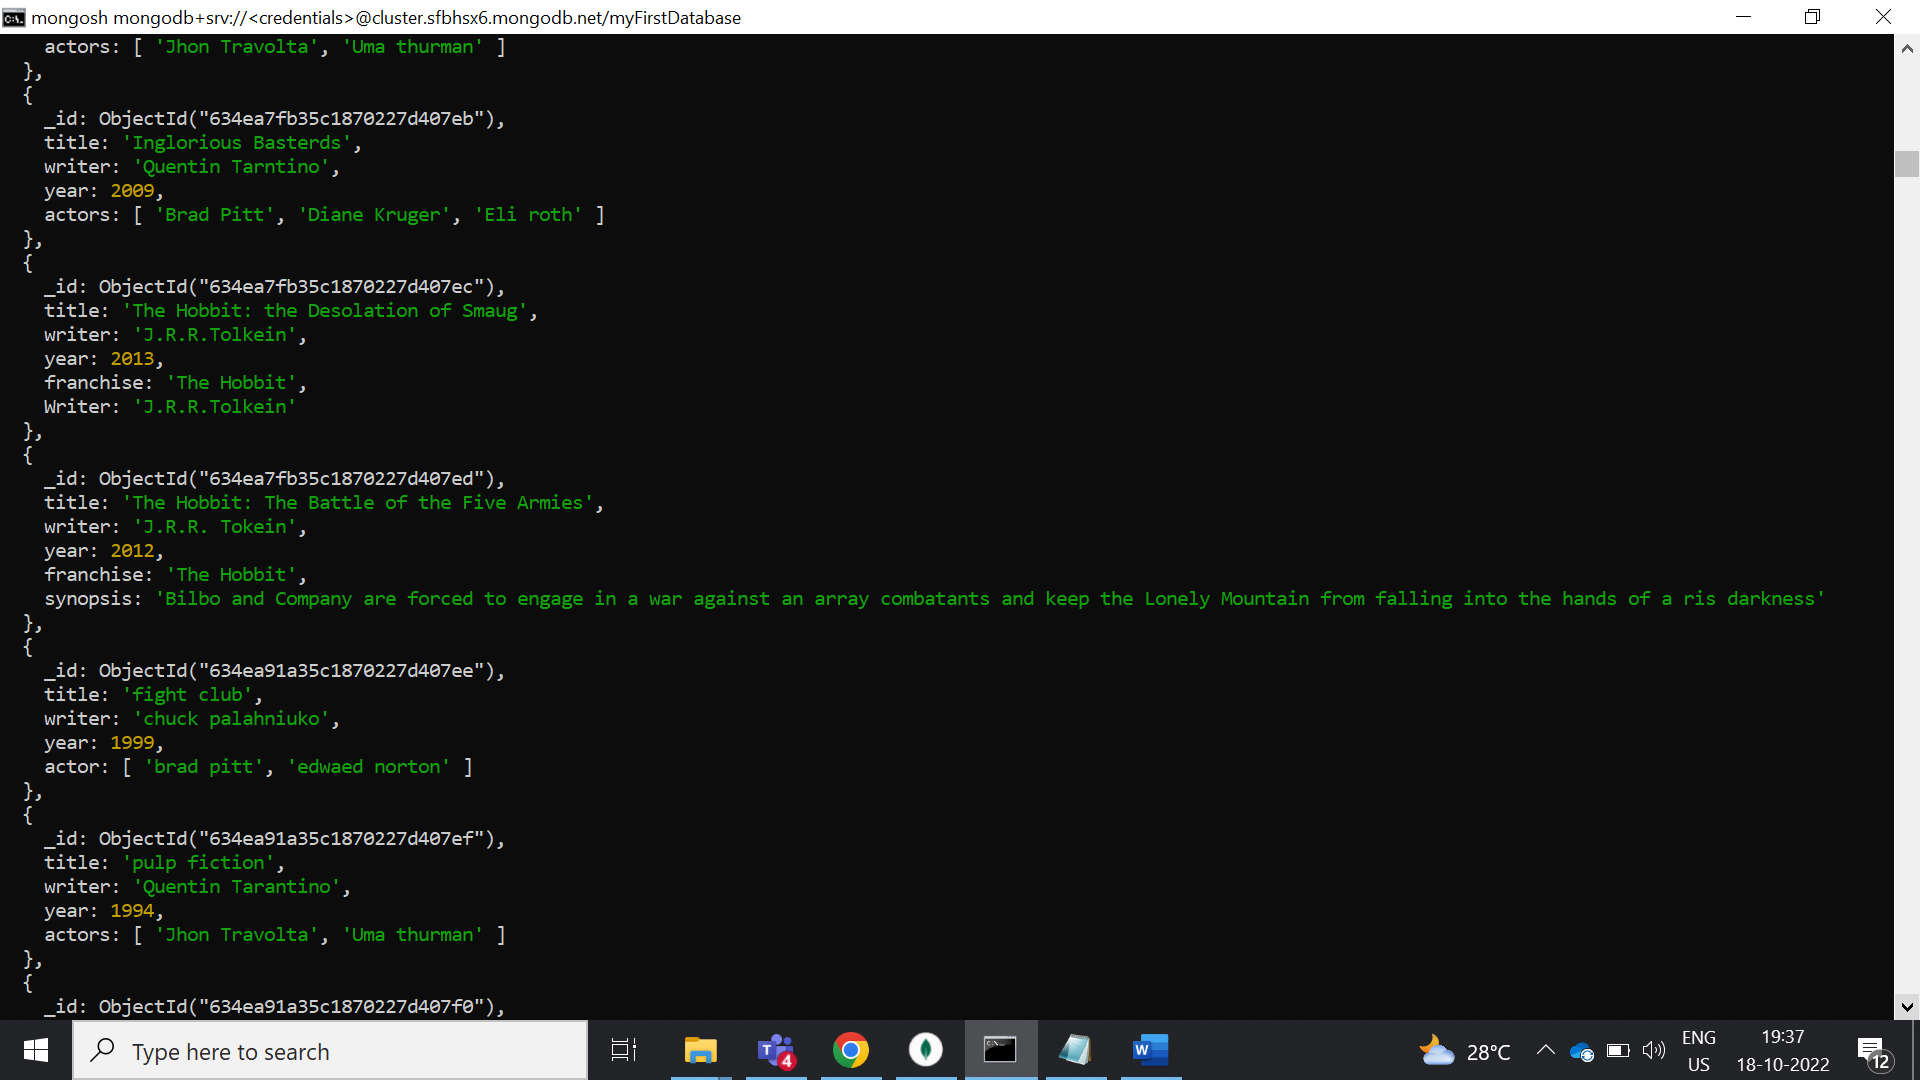 mongosh mongodb+srv://<credentials>@cluster.sfbhsx6.mongodb.net/myFirstDatabase
actors: [ 'Jhon Travolta', 'Uma thurman' ]
},
{
_id: ObjectId("634ea7fb35c1870227d407eb"),
title: 'Inglorious Basterds',
writer: 'Quentin Tarntino',
year: 2009,
actors: [ 'Brad Pitt', 'Diane Kruger', 'Eli roth' ]
},
{
_id: ObjectId("634ea7fb35c1870227d407ec"),
title: 'The Hobbit: the Desolation of Smaug',
writer: 'J.R.R.Tolkein',
year: 2013,
franchise: 'The Hobbit',
Writer: 'J.R.R.Tolkein'
},
{
_id: ObjectId("634ea7fb35c1870227d407ed"),
title: 'The Hobbit: The Battle of the Five Armies',
writer: 'J.R.R. Tokein',
year: 2012,
franchise: 'The Hobbit',
synopsis: 'Bilbo and Company are forced to engage in a war against an array combatants and keep the Lonely Mountain from falling into the hands of a ris darkness'
},
{
_id: ObjectId("634ea91a35c1870227d407ee"),
title: 'fight club',
writer: 'chuck palahniuko',
year: 1999,
actor: [ 'brad pitt', 'edwaed norton' ]
},
{
_id: ObjectId("634ea91a35c1870227d407ef"),
title: 'pulp fiction',
writer: 'Quentin Tarantino',
year: 1994,
actors: [ 'Jhon Travolta', 'Uma thurman' ]
},
{
_id: ObjectId("634ea91a35c1870227d407f0"),
Type here to search
4
28°C
ENG
US
19:37
18-10-2022
12